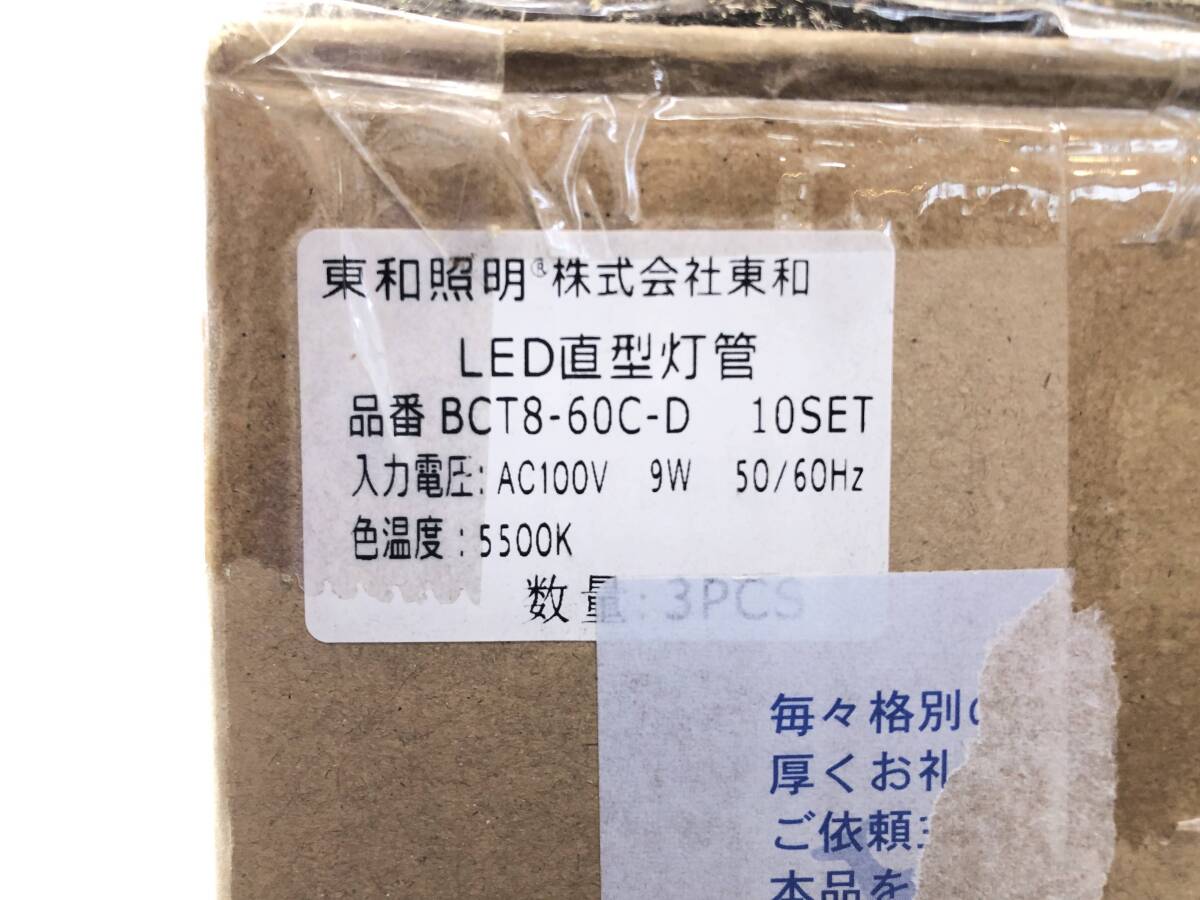 東和照明® 株式会社東和
LED直型灯管
品番 BCT8-60C-D 10SET
入力電圧: AC100V 9W 50/60Hz
色温度: 5500K
数量: 3PCS
毎々格別の
厚くお礼
ご依頼
本品を